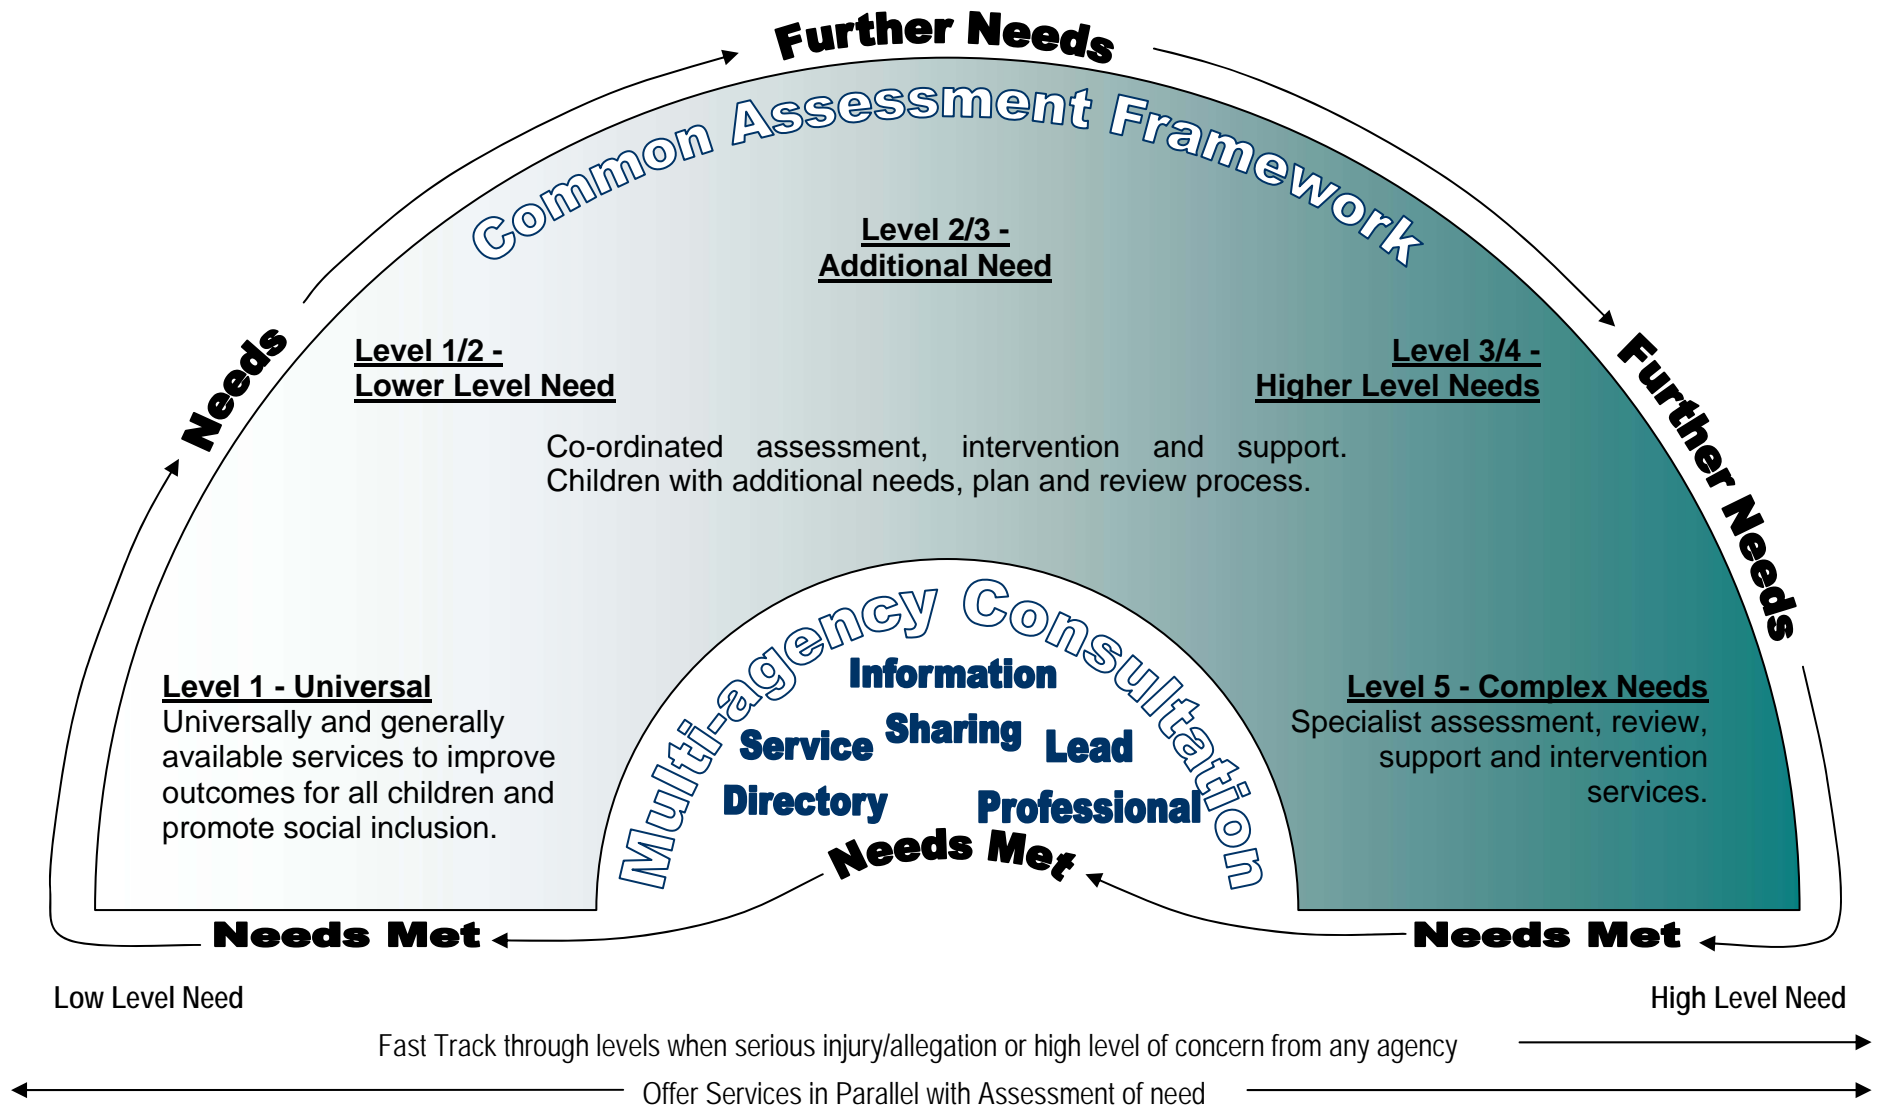 Further Needs
Common Assessment Framework
Level 2/3 -
Additional Need
Needs
Level 1/2 -
Lower Level Need
Level 3/4 -
Higher Level Needs
Further Needs
Co-ordinated assessment, intervention and support.
Children with additional needs, plan and review process.
Multi-agency Consultation
Information
Sharing
Service
Directory
Lead
Professional
Level 1 - Universal
Universally and generally
available services to improve
outcomes for all children and
promote social inclusion.
Level 5 - Complex Needs
Specialist assessment, review,
support and intervention
services.
Needs Met
Needs Met
Needs Met
Low Level Need
High Level Need
Fast Track through levels when serious injury/allegation or high level of concern from any agency
Offer Services in Parallel with Assessment of need